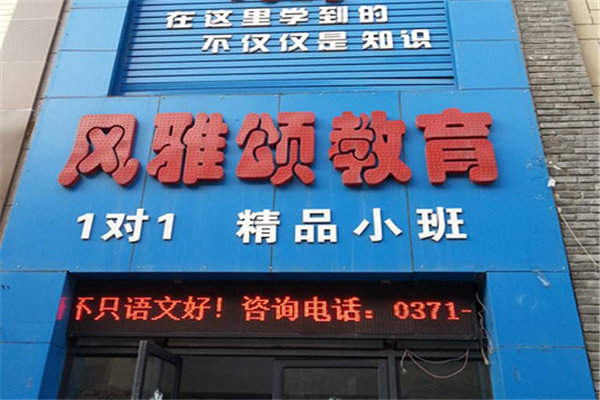 在这里学到的
不仅仅是知识
风雅颂教育
1对1 精品小班
不只语文好！咨询电话：0371-